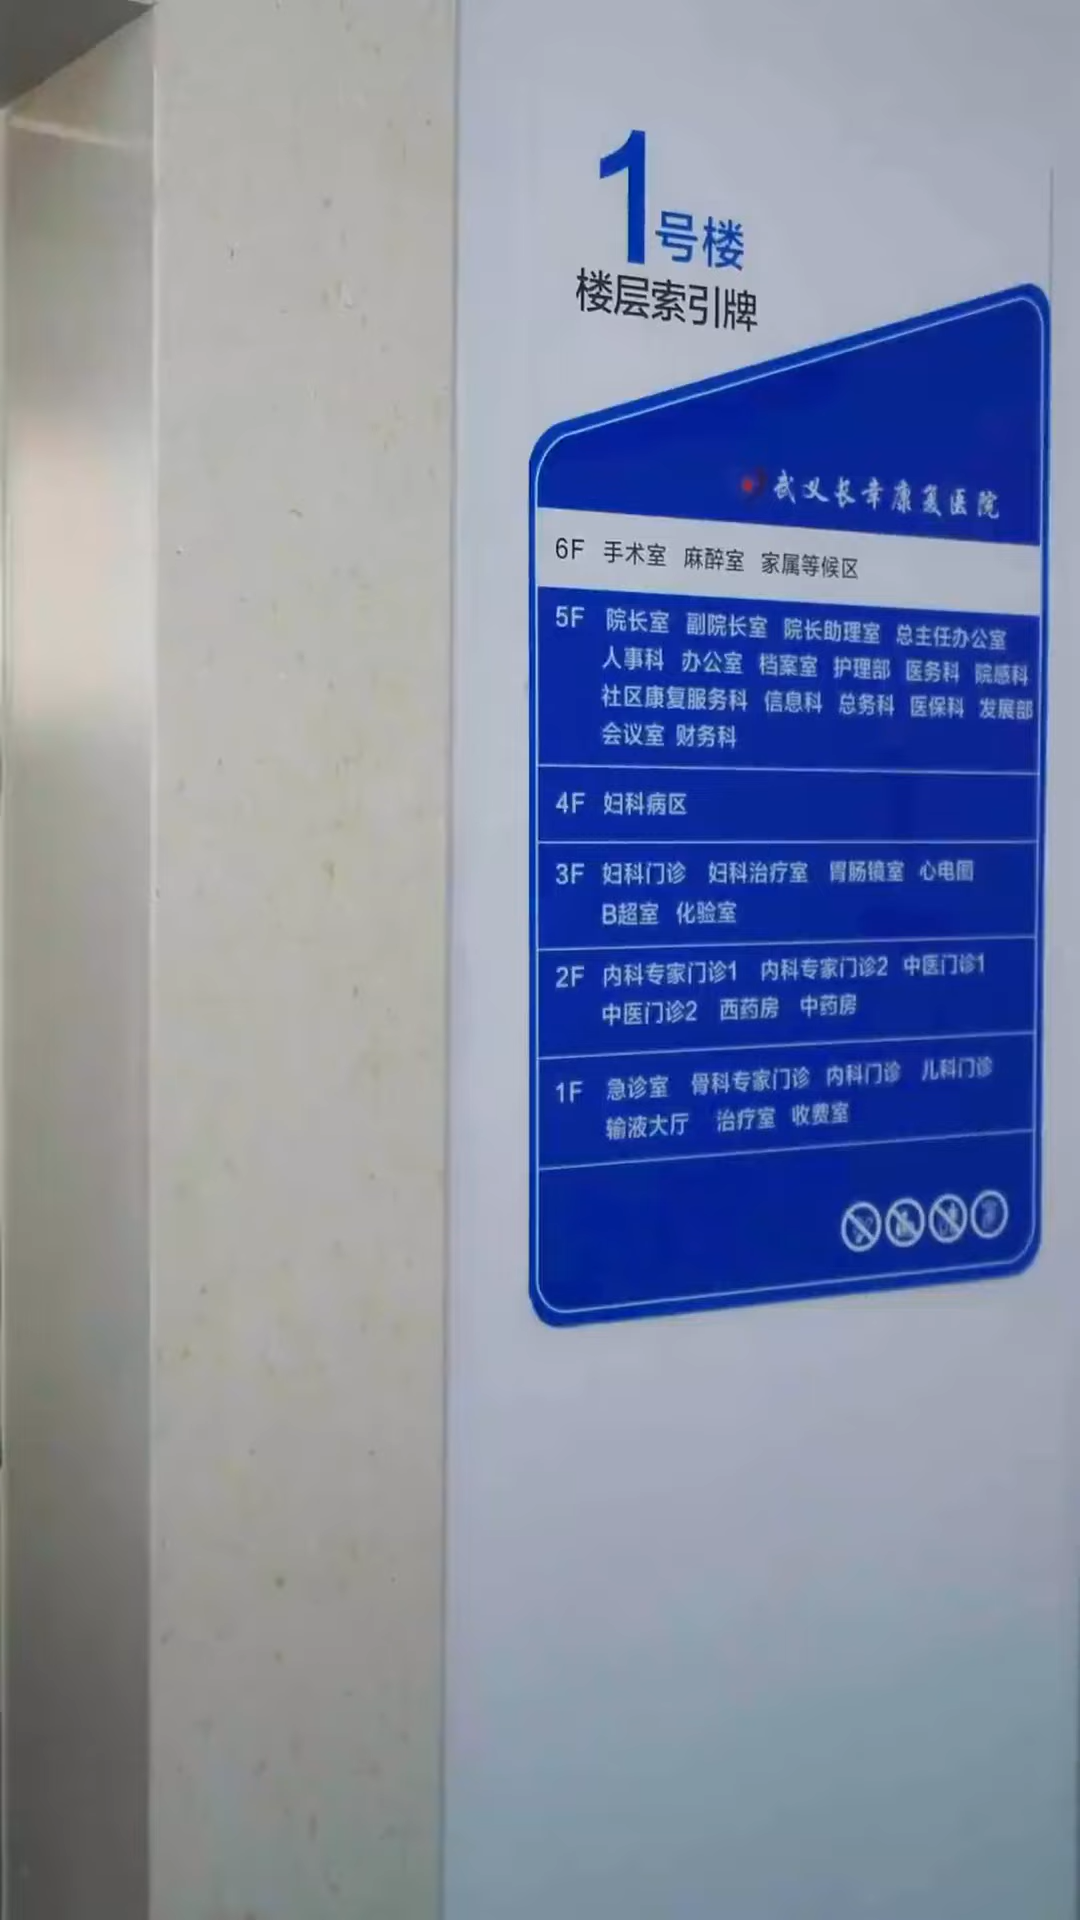 1号楼
楼层索引牌
武义长幸康复医院
6F 手术室 麻醉室 家属等候区
5F 院长室 副院长室 院长助理室 总主任办公室
人事科 办公室 档案室 护理部 医务科 院感科
社区康复服务科 信息科 总务科 医保科 发展部
会议室 财务科
4F 妇科病区
3F 妇科门诊 妇科治疗室 胃肠镜室 心电图
B超室 化验室
2F 内科专家门诊1 内科专家门诊2 中医门诊1
中医门诊2 西药房 中药房
1F 急诊室 骨科专家门诊 内科门诊 儿科门诊
输液大厅 治疗室 收费室